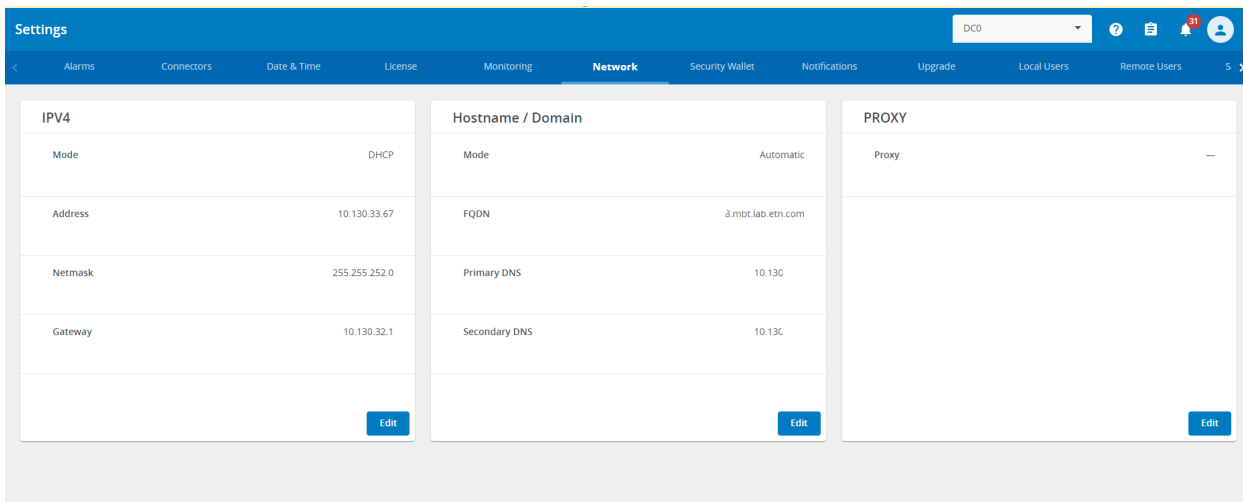 Settings
DC0
31
Alarms
Connectors
Date & Time
License
Monitoring
Network
Security Wallet
Notifications
Upgrade
Local Users
Remote Users
S
IPV4
Mode DHCP
Address 10.130.33.67
Netmask 255.255.252.0
Gateway 10.130.32.1
Edit
Hostname / Domain
Mode Automatic
FQDN .mbt.lab.etn.com
Primary DNS 10.130
Secondary DNS 10.130
Edit
PROXY
Proxy —
Edit